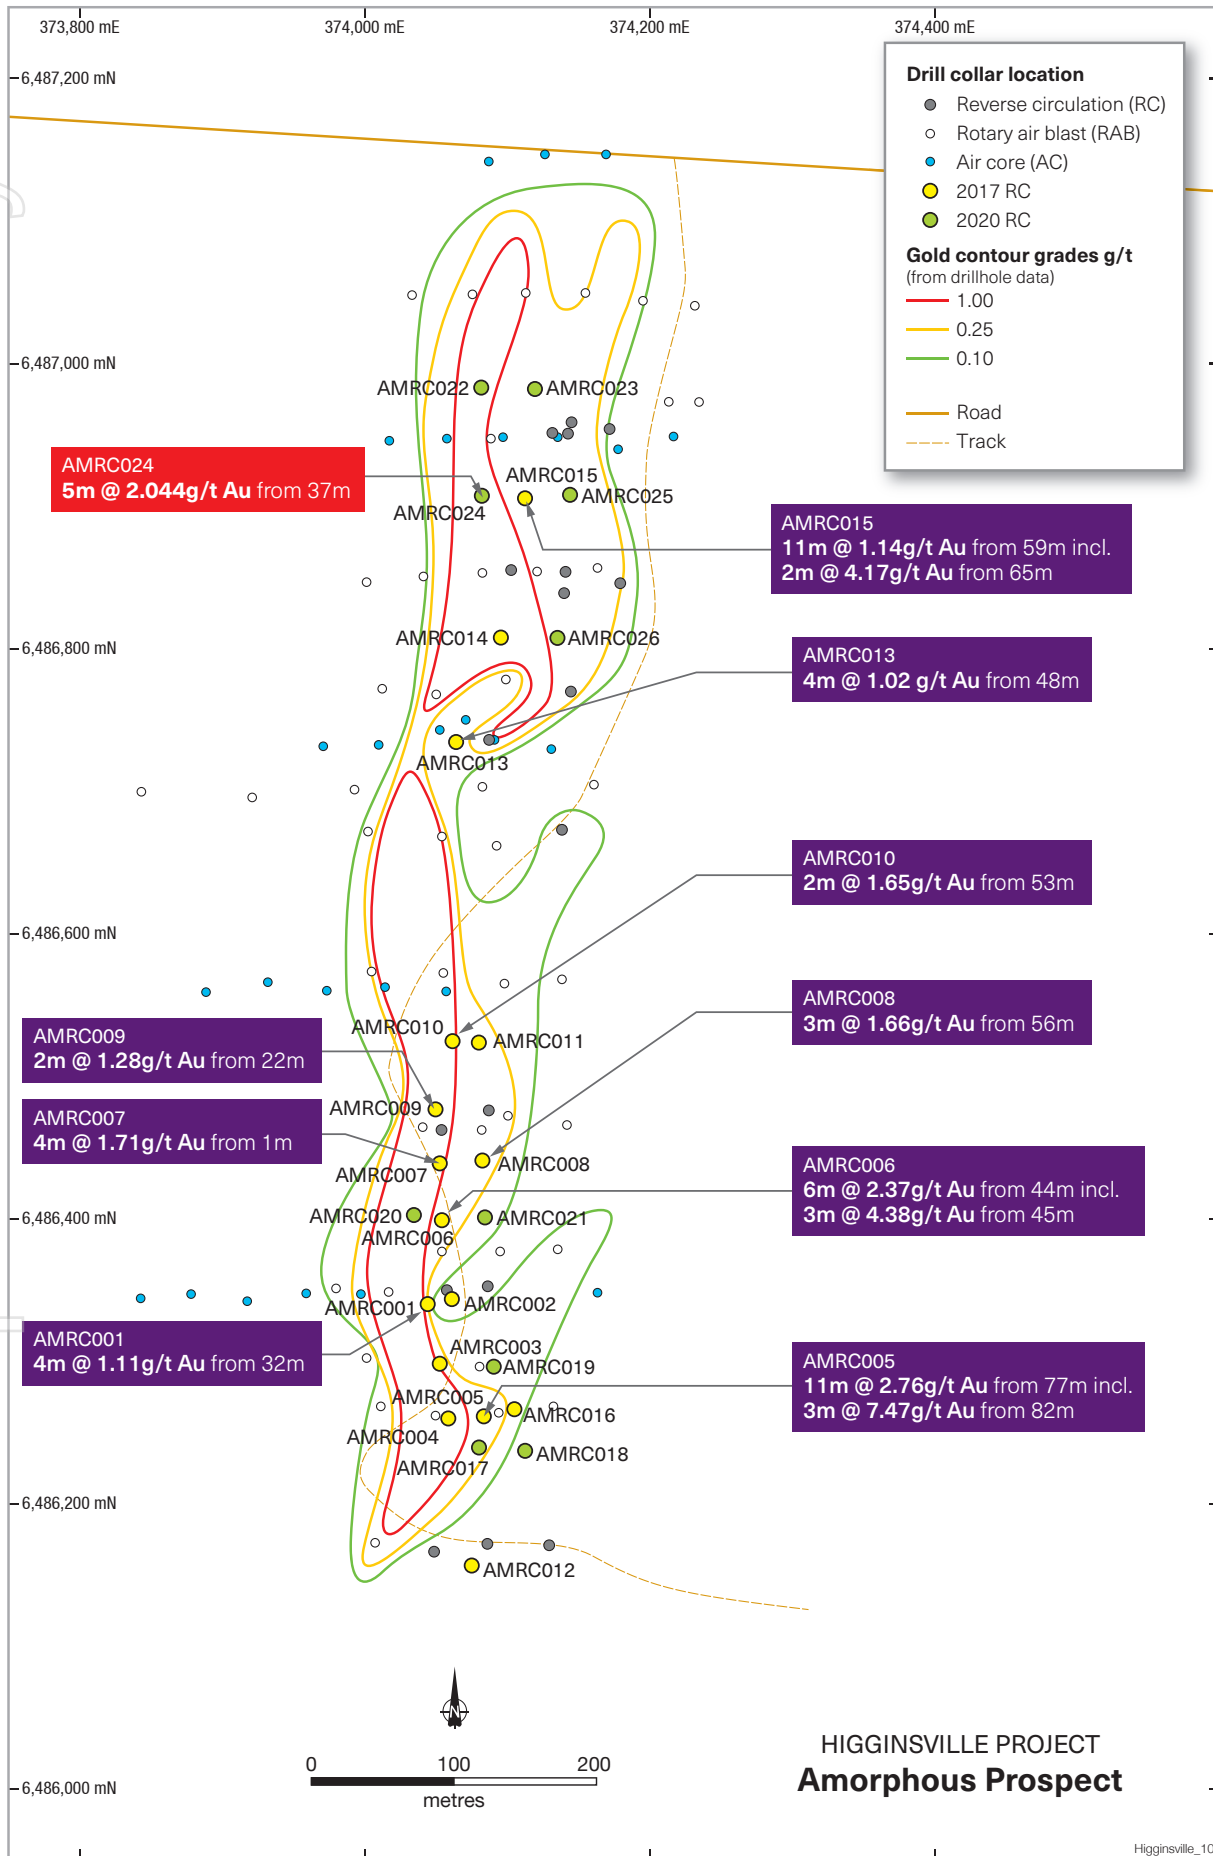 373,800 mE
374,000 mE
374,200 mE
374,400 mE
6,487,200 mN
Drill collar location
Reverse circulation (RC)
Rotary air blast (RAB)
Air core (AC)
2017 RC
2020 RC
Gold contour grades g/t
(from drillhole data)
1.00
0.25
0.10
Road
Track
6,487,000 mN
AMRC022
AMRC023
AMRC024
5m @ 2.044g/t Au from 37m
AMRC015
AMRC024
AMRC025
AMRC015
11m @ 1.14g/t Au from 59m incl.
2m @ 4.17g/t Au from 65m
6,486,800 mN
AMRC014
AMRC026
AMRC013
4m @ 1.02 g/t Au from 48m
AMRC013
AMRC010
2m @ 1.65g/t Au from 53m
6,486,600 mN
AMRC008
3m @ 1.66g/t Au from 56m
AMRC010
AMRC011
AMRC009
2m @ 1.28g/t Au from 22m
AMRC009
AMRC007
4m @ 1.71g/t Au from 1m
AMRC007
AMRC008
AMRC006
6m @ 2.37g/t Au from 44m incl.
3m @ 4.38g/t Au from 45m
6,486,400 mN
AMRC020
AMRC021
AMRC006
AMRC001
AMRC002
AMRC001
4m @ 1.11g/t Au from 32m
AMRC003
AMRC019
AMRC005
11m @ 2.76g/t Au from 77m incl.
3m @ 7.47g/t Au from 82m
AMRC005
AMRC016
AMRC004
AMRC017
AMRC018
6,486,200 mN
AMRC012
N
0 100 200
metres
HIGGINSVILLE PROJECT
Amorphous Prospect
6,486,000 mN
Higginsville_10